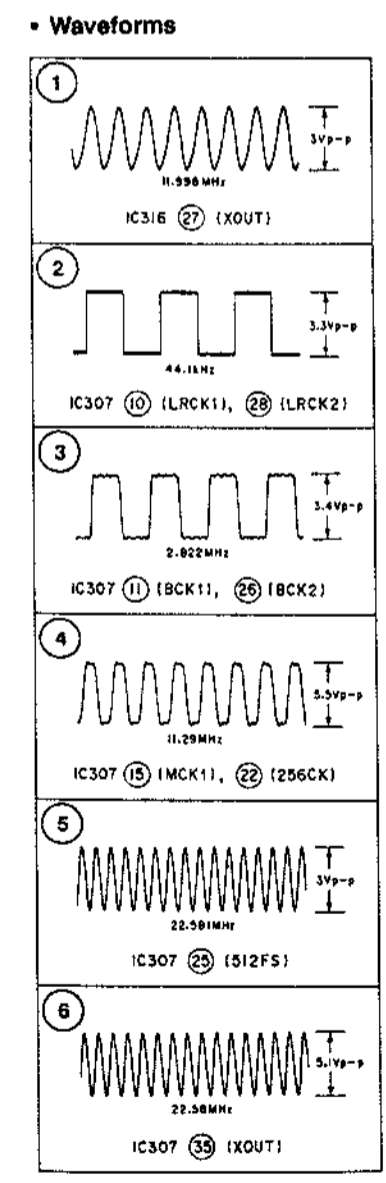 • Waveforms
1
3Vp-p
11.998MHz
IC316 27 (XOUT)
2
3.3Vp-p
44.1kHz
IC307 10 (LRCK1), 28 (LRCK2)
3
3.4Vp-p
2.822MHz
IC307 11 (BCK1), 26 (BCK2)
4
5.5Vp-p
11.29MHz
IC307 15 (MCK1), 22 (256CK)
5
3Vp-p
22.581MHz
IC307 25 (512FS)
6
5.1Vp-p
22.58MHz
IC307 35 (XOUT)